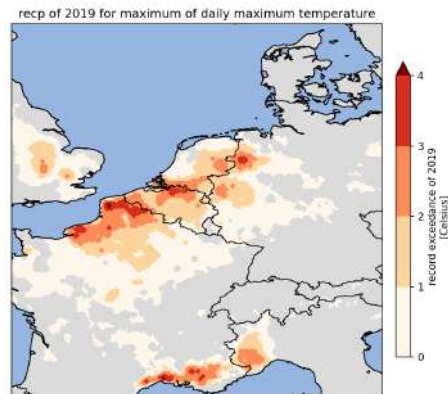 recp of 2019 for maximum of daily maximum temperature
4
3
2
1
0
record exceedance of 2019
[Celsius]